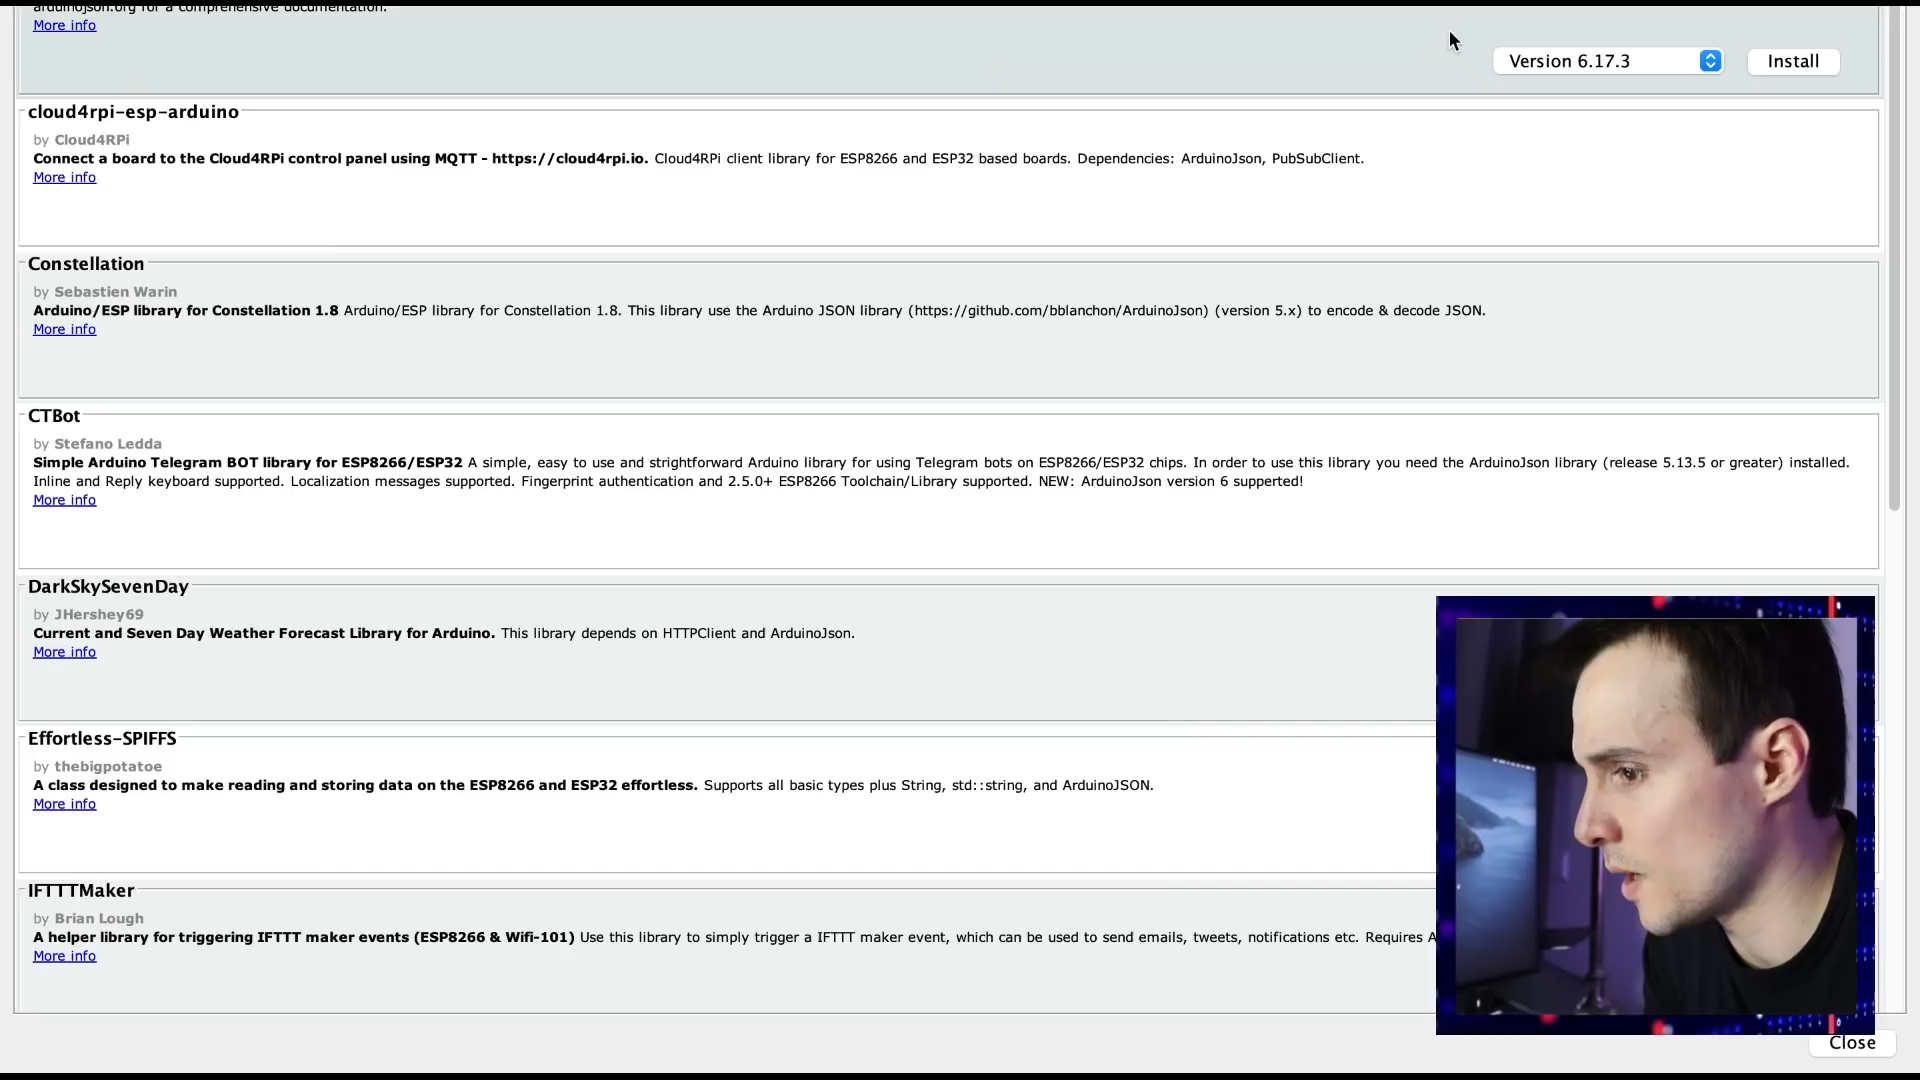 arduinojson.org for a comprehensive documentation.
More info
Version 6.17.3
Install
cloud4rpi-esp-arduino
by Cloud4RPi
Connect a board to the Cloud4RPi control panel using MQTT - https://cloud4rpi.io. Cloud4RPi client library for ESP8266 and ESP32 based boards. Dependencies: ArduinoJson, PubSubClient.
More info
Constellation
by Sebastien Warin
Arduino/ESP library for Constellation 1.8 Arduino/ESP library for Constellation 1.8. This library use the Arduino JSON library (https://github.com/bblanchon/ArduinoJson) (version 5.x) to encode & decode JSON.
More info
CTBot
by Stefano Ledda
Simple Arduino Telegram BOT library for ESP8266/ESP32 A simple, easy to use and strightforward Arduino library for using Telegram bots on ESP8266/ESP32 chips. In order to use this library you need the ArduinoJson library (release 5.13.5 or greater) installed.
Inline and Reply keyboard supported. Localization messages supported. Fingerprint authentication and 2.5.0+ ESP8266 Toolchain/Library supported. NEW: ArduinoJson version 6 supperted!
More info
DarkSkySevenDay
by JHershey69
Current and Seven Day Weather Forecast Library for Arduino. This library depends on HTTPClient and ArduinoJson.
More info
Effortless-SPIFFS
by thebigpotatoe
A class designed to make reading and storing data on the ESP8266 and ESP32 effortless. Supports all basic types plus String, std::string, and ArduinoJSON.
More info
IFTTTMaker
by Brian Lough
A helper library for triggering IFTTT maker events (ESP8266 & Wifi-101) Use this library to simply trigger a IFTTT maker event, which can be used to send emails, tweets, notifications etc. Requires A
More info
Close